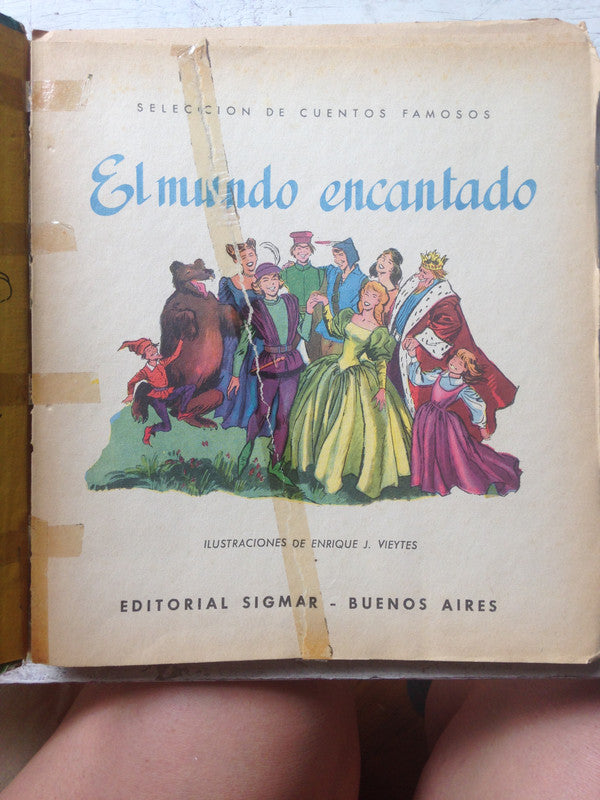 SELECCION DE CUENTOS FAMOSOS
El mundo encantado
ILUSTRACIONES DE ENRIQUE J. VIEYTES
EDITORIAL SIGMAR - BUENOS AIRES